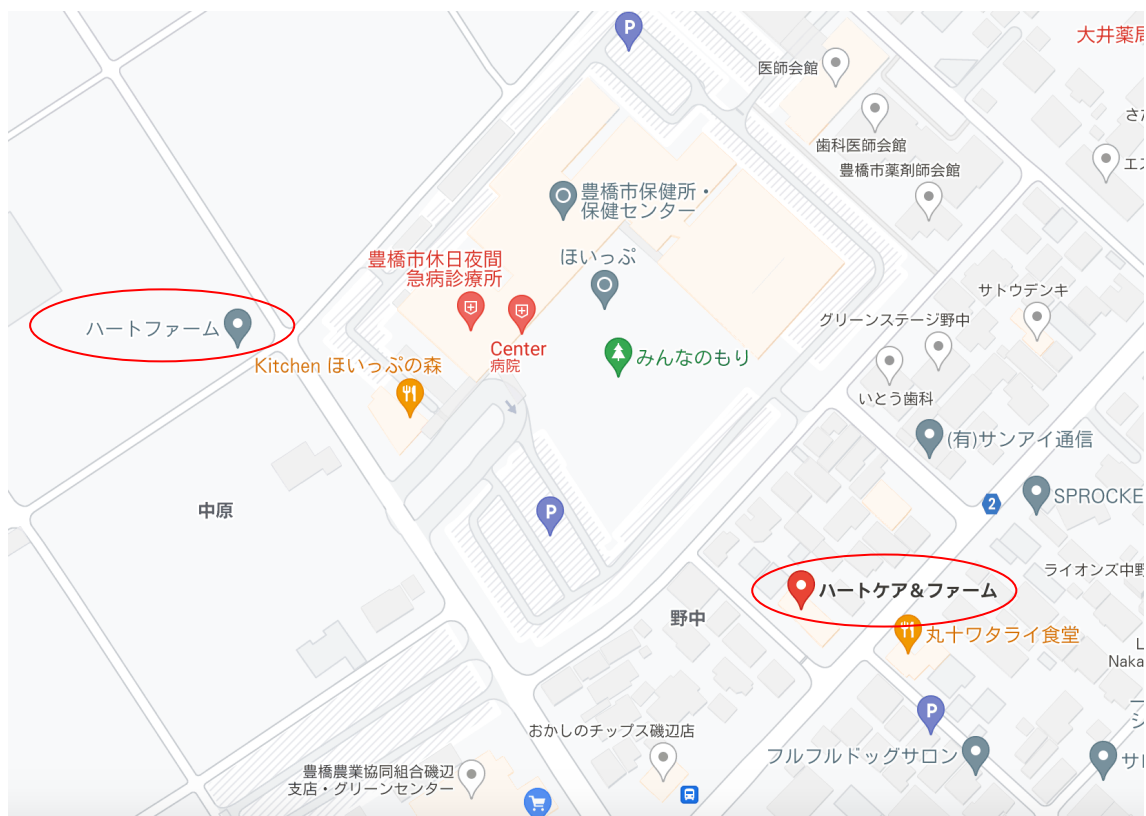 P
大井薬局
医師会館
歯科医師会館
豊橋市薬剤師会館
豊橋市保健所・
保健センター
豊橋市休日夜間
急病診療所
ほいっぷ
サトウデンキ
グリーンステージ野中
ハートファーム
Center
病院
みんなのもり
Kitchen ほいっぷの森
いとう歯科
(有)サンアイ通信
2
SPROCKE
中原
P
ライオンズ中野
ハートケア&ファーム
野中
丸十ワタライ食堂
Naka
P
おかしのチップス磯辺店
フルフルドッグサロン
豊橋農業協同組合磯辺
支店・グリーンセンター